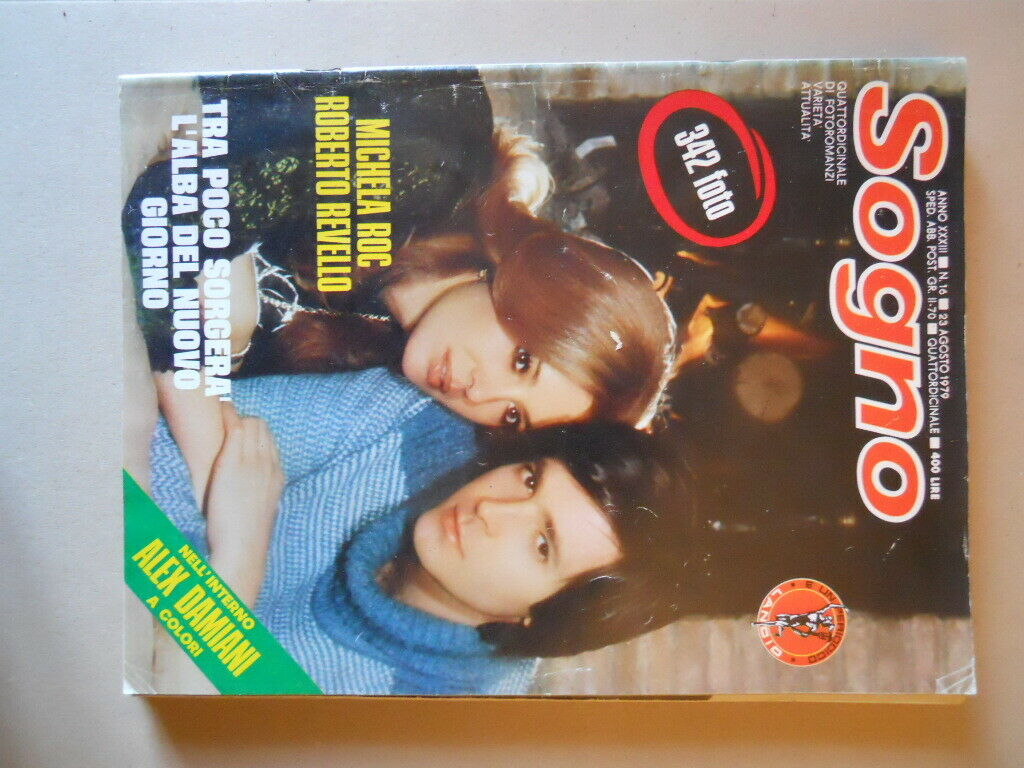 ANNO XXXIII ■ N.16 ■ 23 AGOSTO 1979
SPED. ABB. POST. GR. II-70 ■ QUATTORDICINALE ■ 400 LIRE
Sogno
QUATTORDICINALE
DI FOTOROMANZI
VARIETA'
ATTUALITA'
342 foto
È UN PERIODICO
LANCIO
MICHELA ROC
ROBERTO REVELLO
TRA POCO SORGERA'
L'ALBA DEL NUOVO
GIORNO
NELL'INTERNO
ALEX DAMIANI
A COLORI